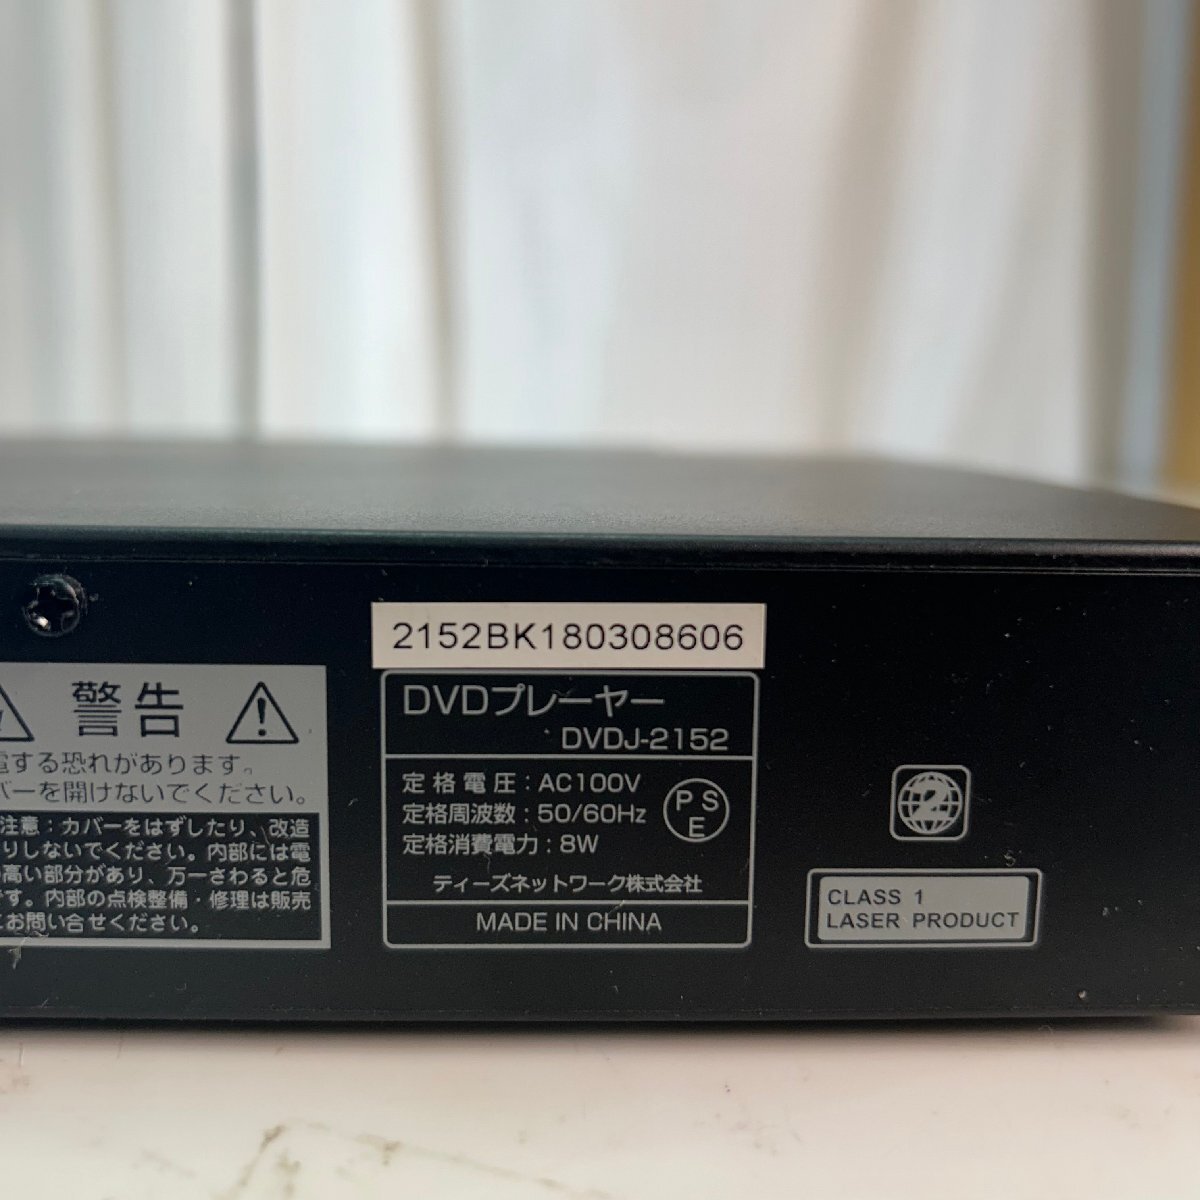 2152BK180308606
警告
電する恐れがあります。
バーを開けないでください。
注意：カバーをはずしたり、改造
りしないでください。内部には電
高い部分があり、万一さわると危
です。内部の点検整備・修理は販売
にお問い合せください。
DVDプレーヤー
DVDJ-2152
定格電圧：AC100V
定格周波数：50/60Hz
定格消費電力：8W
PSE
ティーズネットワーク株式会社
MADE IN CHINA
2
CLASS 1
LASER PRODUCT